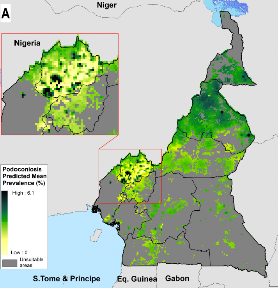 A
Niger
Nigeria
Podoconiosis
Predicted Mean
Prevalence (%)
High : 6.1
Low : 0
Unsuitable
areas
S.Tome & Principe
Eq. Guinea
Gabon